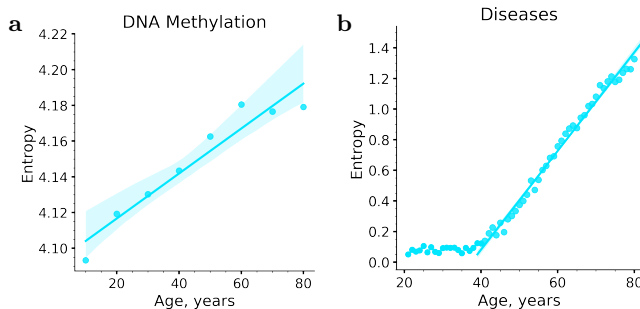 a
DNA Methylation
4.22
4.20
4.18
4.16
4.14
4.12
4.10
Entropy
20
40
60
80
Age, years
b
Diseases
1.4
1.2
1.0
0.8
0.6
0.4
0.2
0.0
Entropy
20
40
60
80
Age, years